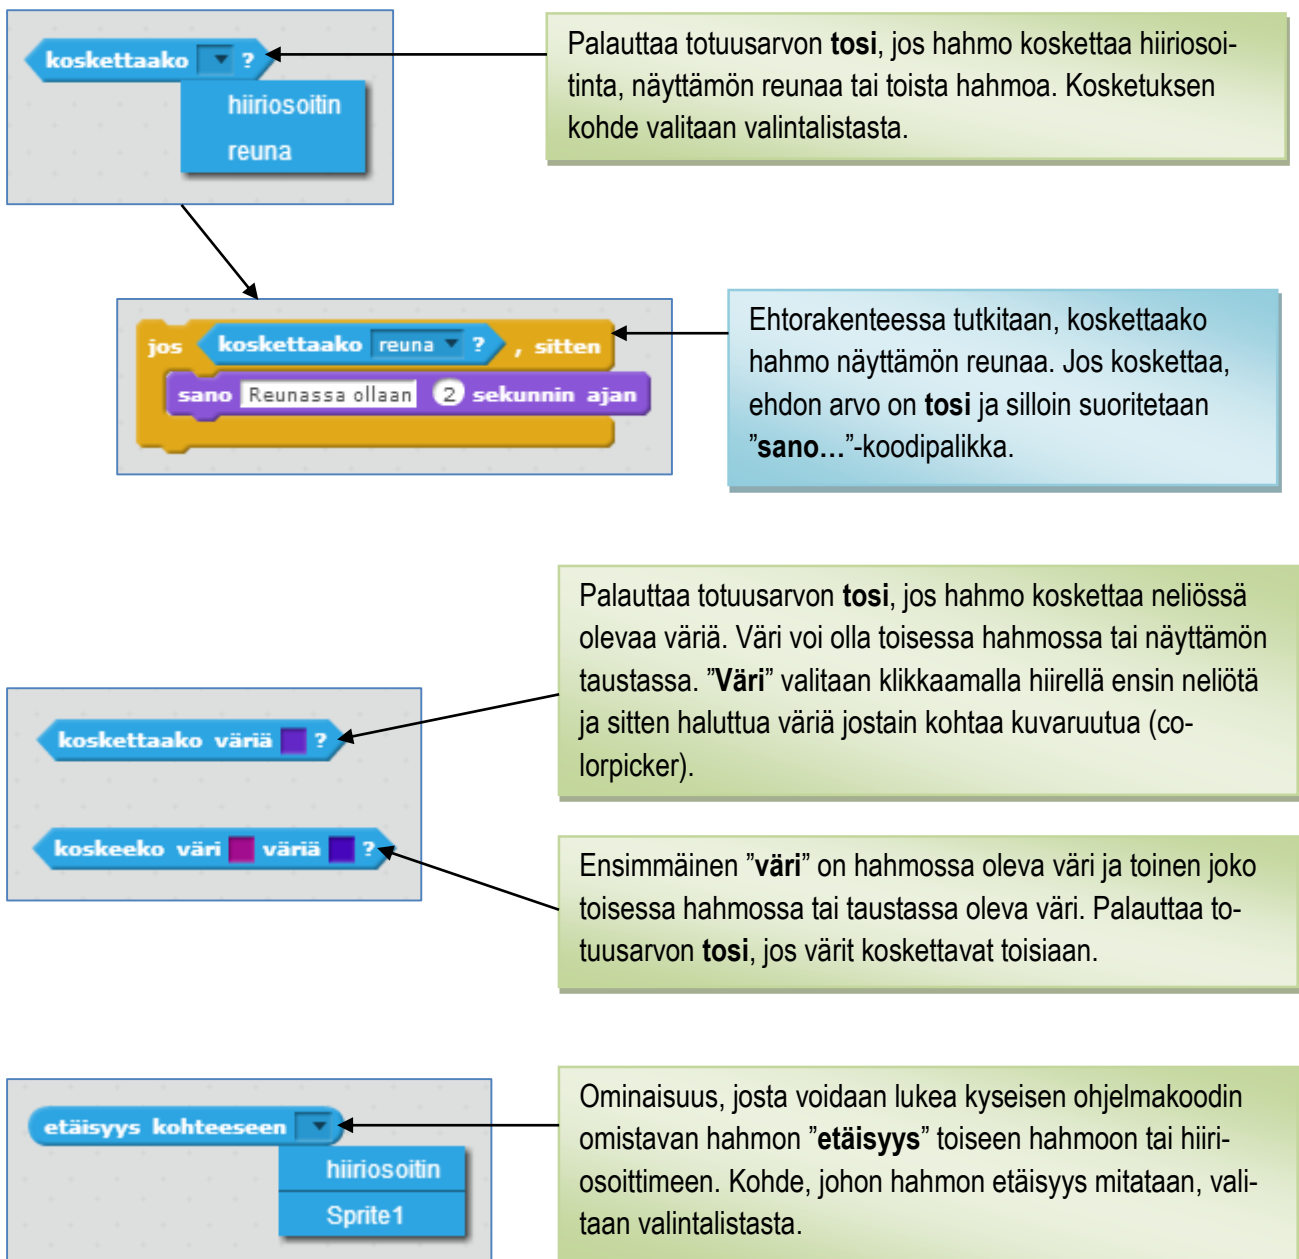 koskettaako ?
hiiriosoitin
reuna
Palauttaa totuusarvon tosi, jos hahmo koskettaa hiiriosoi-
tinta, näyttämön reunaa tai toista hahmoa. Kosketuksen
kohde valitaan valintalistasta.
jos koskettaako reuna ? , sitten
sano Reunassa ollaan 2 sekunnin ajan
Ehtorakenteessa tutkitaan, koskettaako
hahmo näyttämön reunaa. Jos koskettaa,
ehdon arvo on tosi ja silloin suoritetaan
”sano…”-koodipalikka.
koskettaako väriä ?
Palauttaa totuusarvon tosi, jos hahmo koskettaa neliössä
olevaa väriä. Väri voi olla toisessa hahmossa tai näyttämön
taustassa. ”Väri” valitaan klikkaamalla hiirellä ensin neliötä
ja sitten haluttua väriä jostain kohtaa kuvaruutua (co-
lorpicker).
koskeeko väri väriä ?
Ensimmäinen ”väri” on hahmossa oleva väri ja toinen joko
toisessa hahmossa tai taustassa oleva väri. Palauttaa to-
tuusarvon tosi, jos värit koskettavat toisiaan.
etäisyys kohteeseen
hiiriosoitin
Sprite1
Ominaisuus, josta voidaan lukea kyseisen ohjelmakoodin
omistavan hahmon ”etäisyys” toiseen hahmoon tai hiiri-
osoittimeen. Kohde, johon hahmon etäisyys mitataan, vali-
taan valintalistasta.